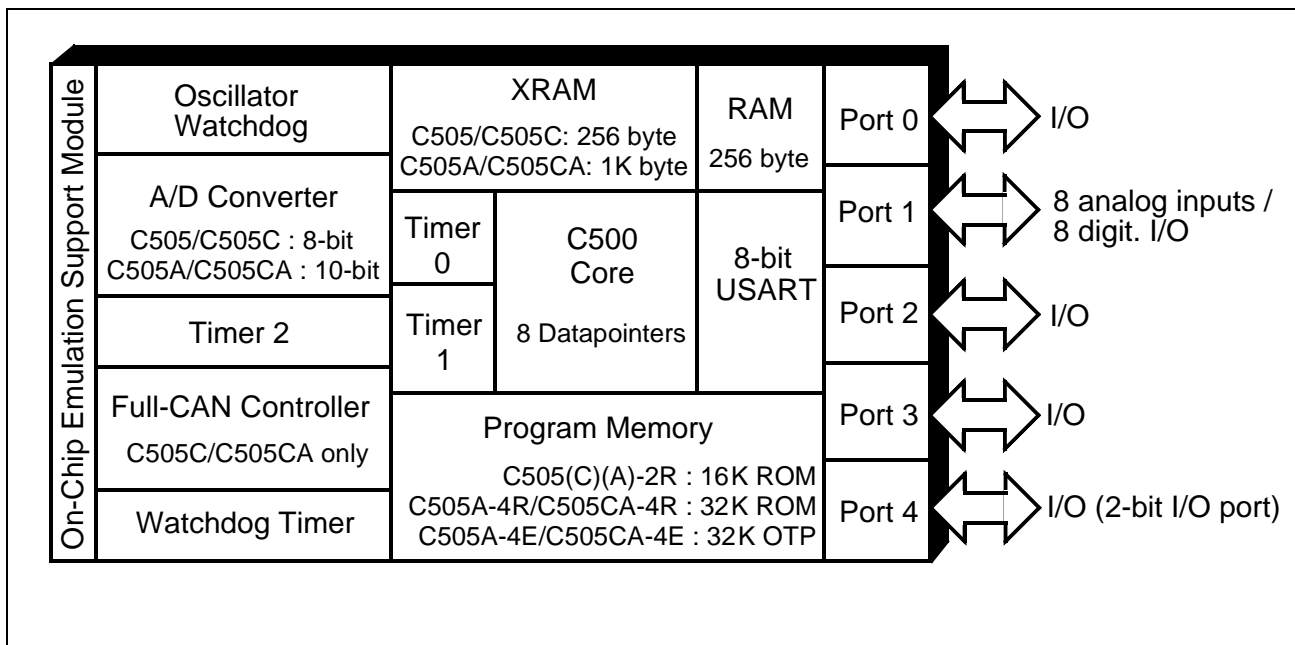 On-Chip Emulation Support Module
Oscillator
Watchdog
A/D Converter
C505/C505C : 8-bit
C505A/C505CA : 10-bit
Timer 2
Full-CAN Controller
C505C/C505CA only
Watchdog Timer
XRAM
C505/C505C: 256 byte
C505A/C505CA: 1K byte
RAM
256 byte
Timer
0
Timer
1
C500
Core
8 Datapointers
8-bit
USART
Program Memory
C505(C)(A)-2R : 16K ROM
C505A-4R/C505CA-4R : 32K ROM
C505A-4E/C505CA-4E : 32K OTP
Port 0
I/O
Port 1
8 analog inputs /
8 digit. I/O
Port 2
I/O
Port 3
I/O
Port 4
I/O (2-bit I/O port)